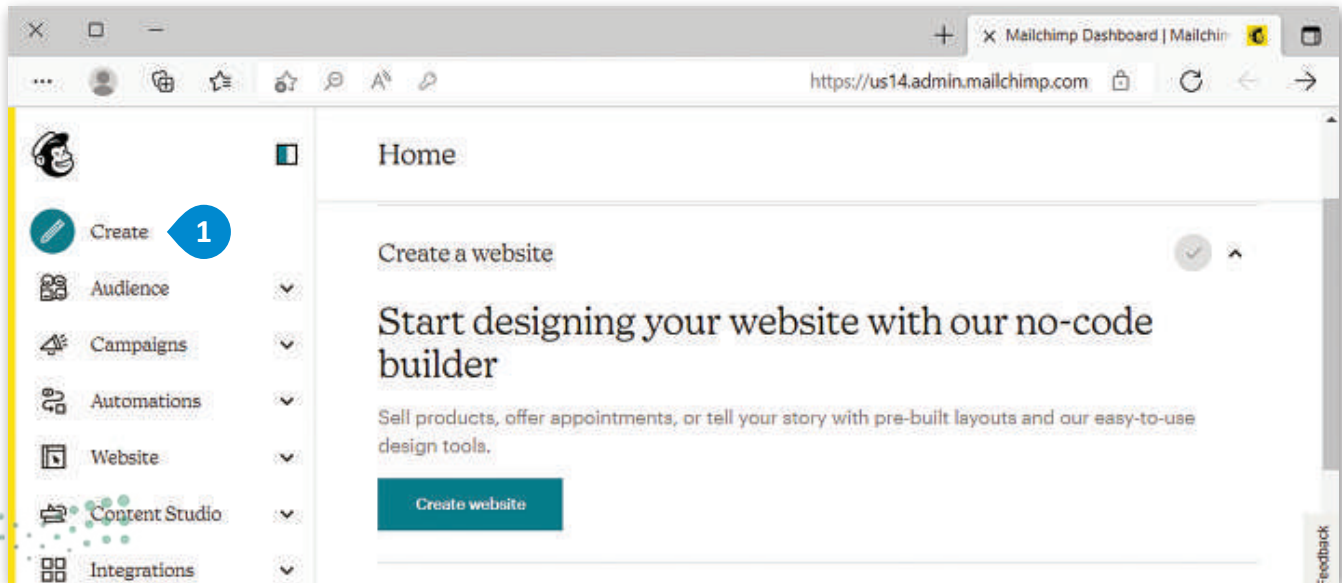 Mailchimp Dashboard | Mailchin
https://us14.admin.mailchimp.com
Home
Create
1
Audience
Campaigns
Automations
Website
Content Studio
Integrations
Create a website
Start designing your website with our no-code
builder
Sell products, offer appointments, or tell your story with pre-built layouts and our easy-to-use
design tools.
Create website
Feedback